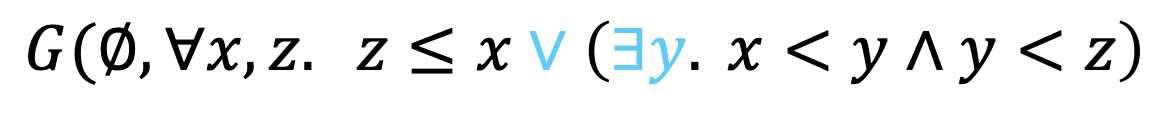 G(∅, ∀x, z. z ≤ x ∨ (∃y. x < y ∧ y < z)